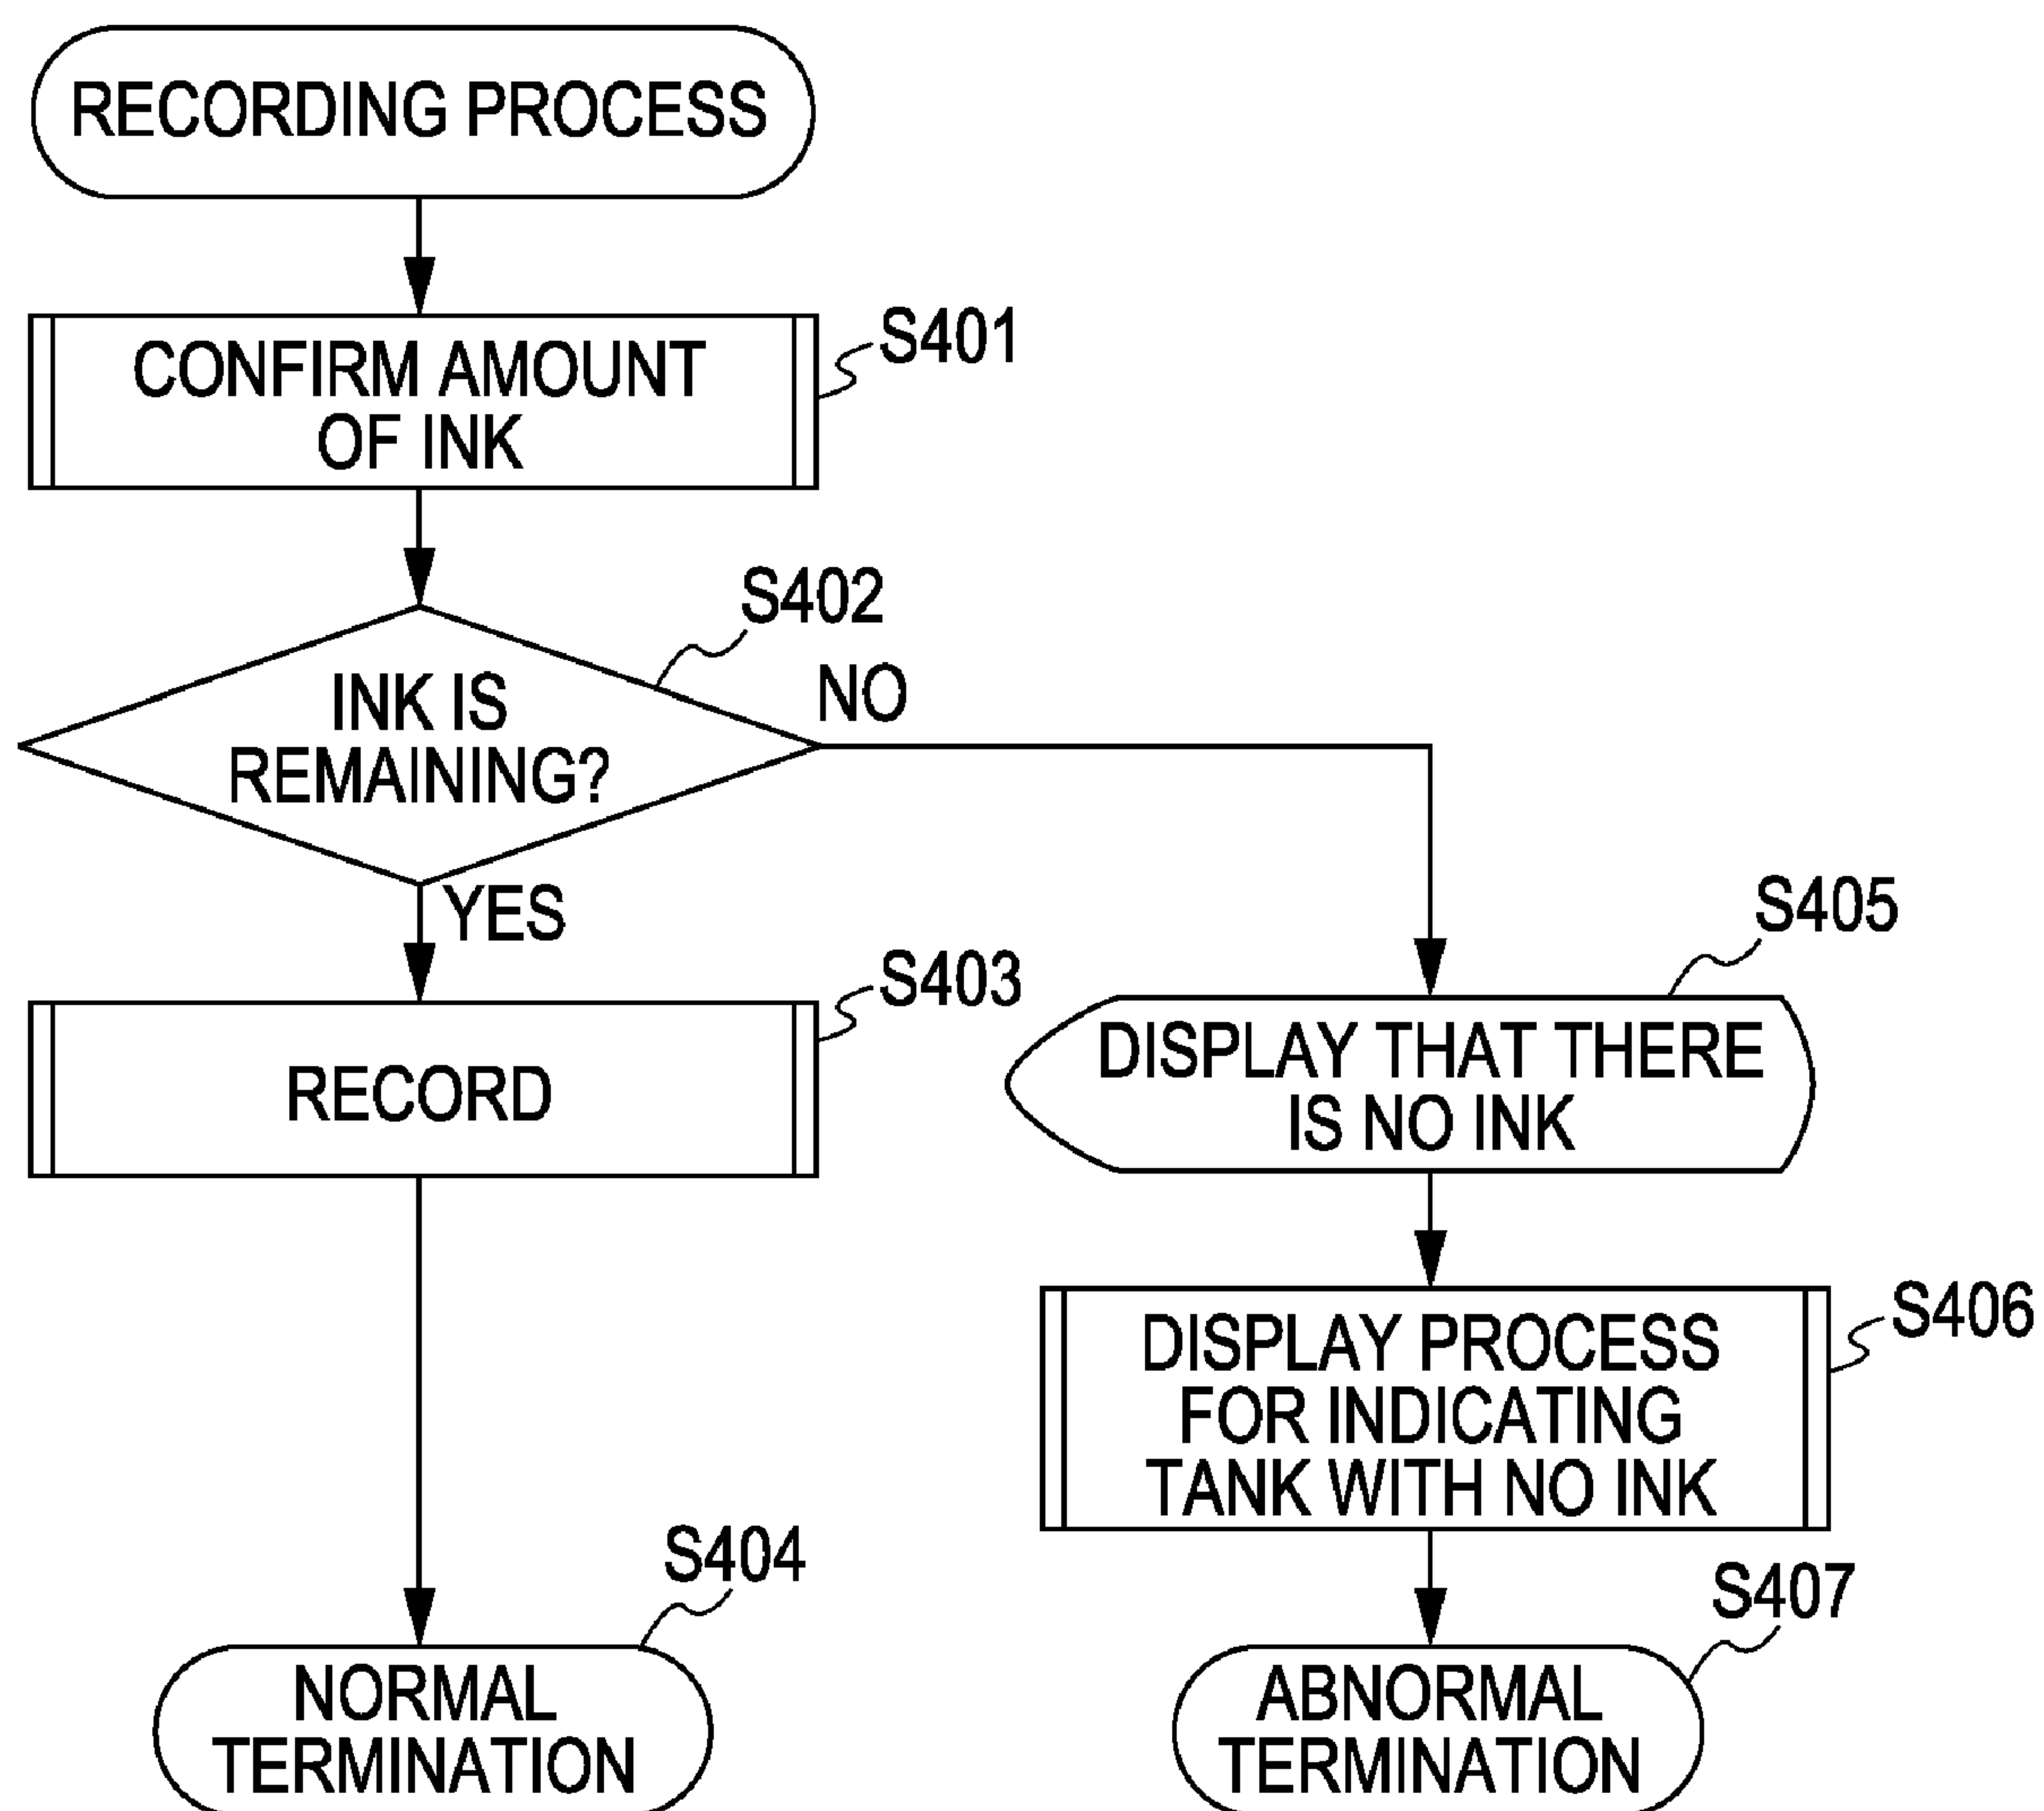 RECORDING PROCESS
S401
CONFIRM AMOUNT
OF INK
S402
INK IS
REMAINING?
NO
YES
S403
RECORD
S405
DISPLAY THAT THERE
IS NO INK
S406
DISPLAY PROCESS
FOR INDICATING
TANK WITH NO INK
S404
NORMAL
TERMINATION
S407
ABNORMAL
TERMINATION